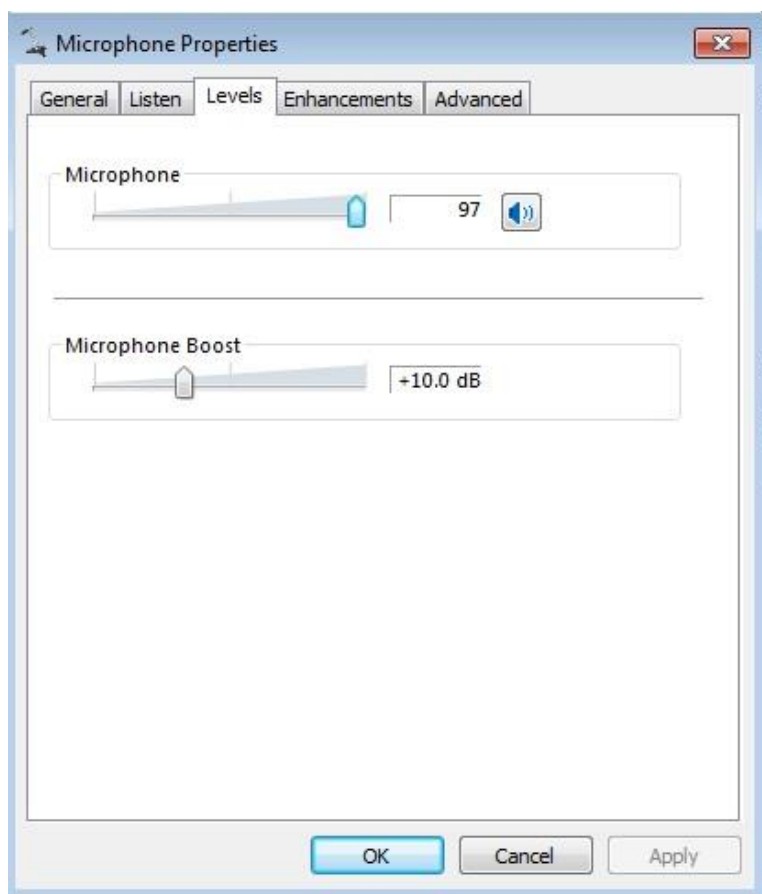 Microphone Properties
General Listen Levels Enhancements Advanced
Microphone
97
Microphone Boost
+10.0 dB
OK Cancel Apply